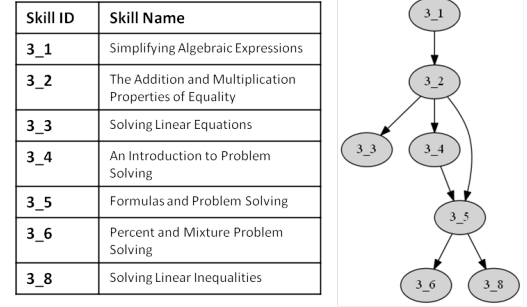 Skill ID Skill Name
3_1 Simplifying Algebraic Expressions
3_2 The Addition and Multiplication
Properties of Equality
3_3 Solving Linear Equations
3_4 An Introduction to Problem
Solving
3_5 Formulas and Problem Solving
3_6 Percent and Mixture Problem
Solving
3_8 Solving Linear Inequalities
3_1
3_2
3_3 3_4
3_5
3_6 3_8